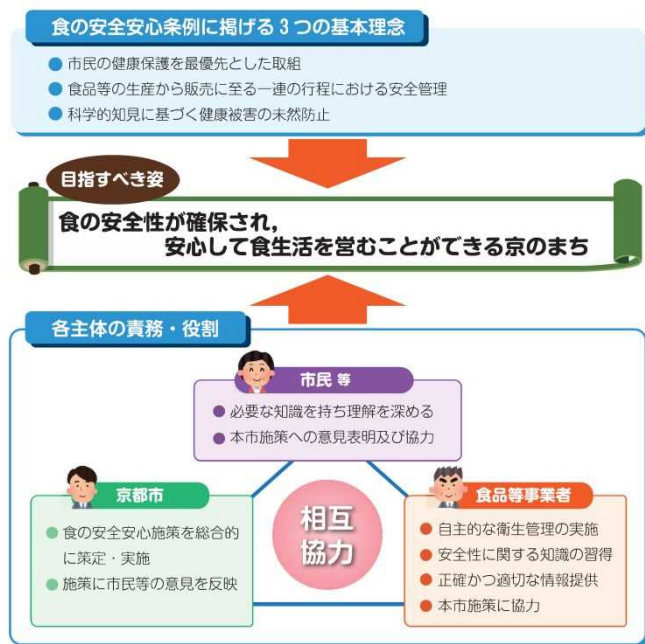 食の安全安心条例に掲げる3つの基本理念
● 市民の健康保護を最優先とした取組
● 食品等の生産から販売に至る一連の行程における安全管理
● 科学的知見に基づく健康被害の未然防止
目指すべき姿
食の安全性が確保され,
安心して食生活を営むことができる京のまち
各主体の責務・役割
市民 等
● 必要な知識を持ち理解を深める
● 本市施策への意見表明及び協力
京都市
● 食の安全安心施策を総合的
に策定・実施
● 施策に市民等の意見を反映
相互
協力
食品等事業者
● 自主的な衛生管理の実施
● 安全性に関する知識の習得
● 正確かつ適切な情報提供
● 本市施策に協力